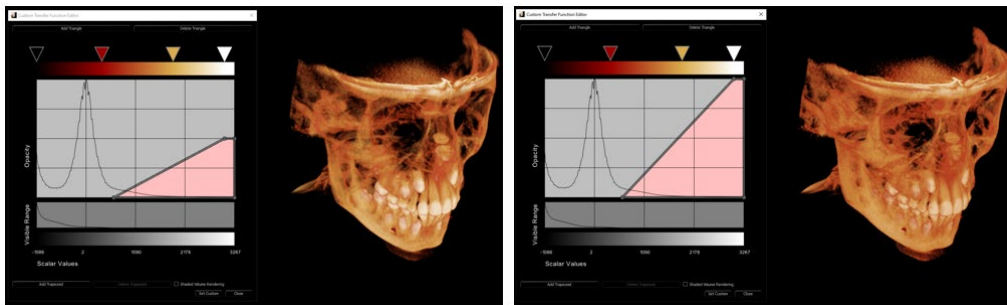 Custom Transfer Function Editor
Add Triangle Delete Triangle
Opacity
Visible Range
-1086 2 1090 2178 3267
Scalar Values
Add Trapezoid Delete Trapezoid Shaded Volume Rendering
Set Custom Close
Custom Transfer Function Editor
Add Triangle Delete Triangle
Opacity
Visible Range
-1086 2 1090 2178 3267
Scalar Values
Add Trapezoid Delete Trapezoid Shaded Volume Rendering
Set Custom Close